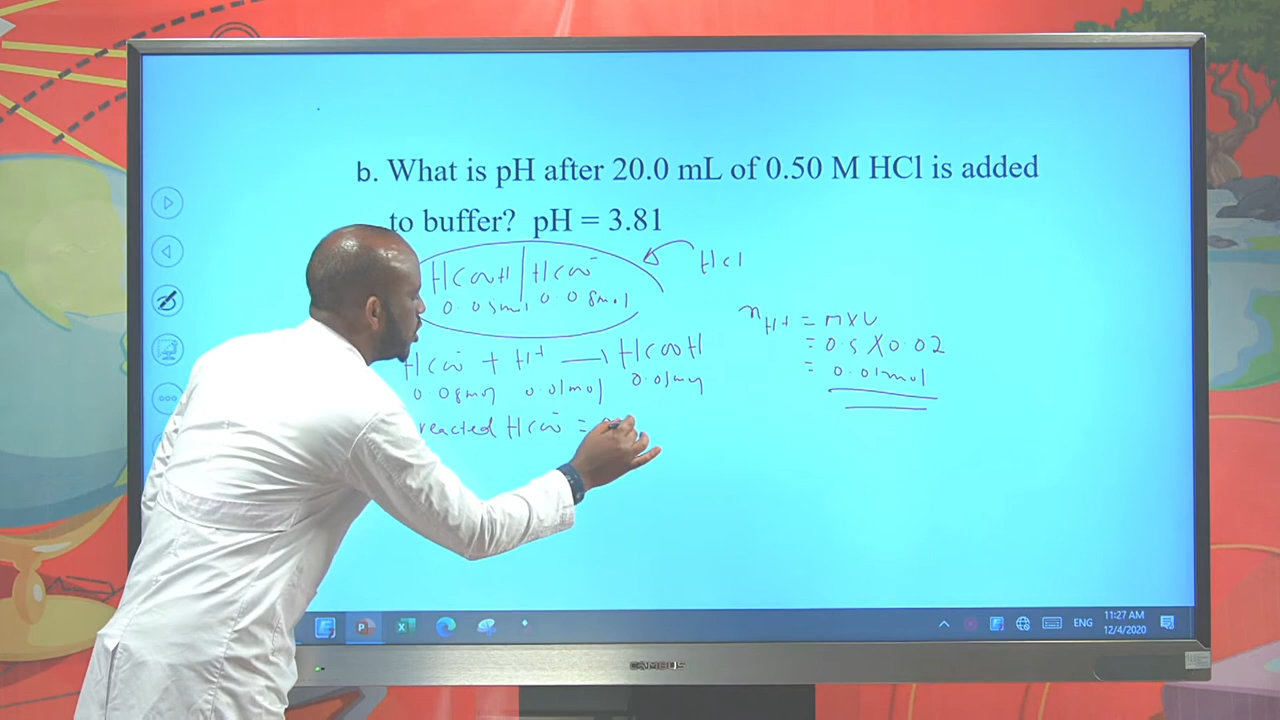 b. What is pH after 20.0 mL of 0.50 M HCl is added
to buffer? pH = 3.81
HCOOH / HCOO⁻
HCl
0.05mol 0.08mol
nH+ = M×V
= 0.5 × 0.02
= 0.01mol
HCOO⁻ + H+ → HCOOH
0.08mol 0.01mol
reacted HCOO⁻ =
CAMBUS
ENG
11:27 AM
12/4/2020